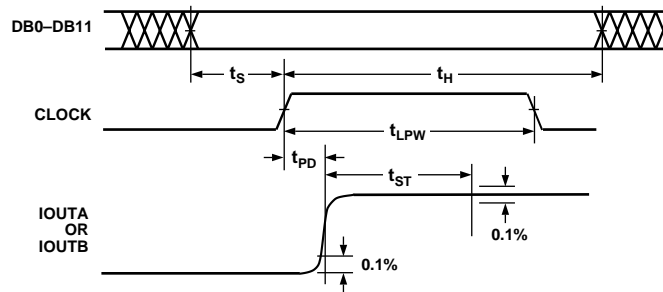 DB0–DB11
tS
tH
CLOCK
tLPW
tPD
tST
IOUTA
OR
IOUTB
0.1%
0.1%